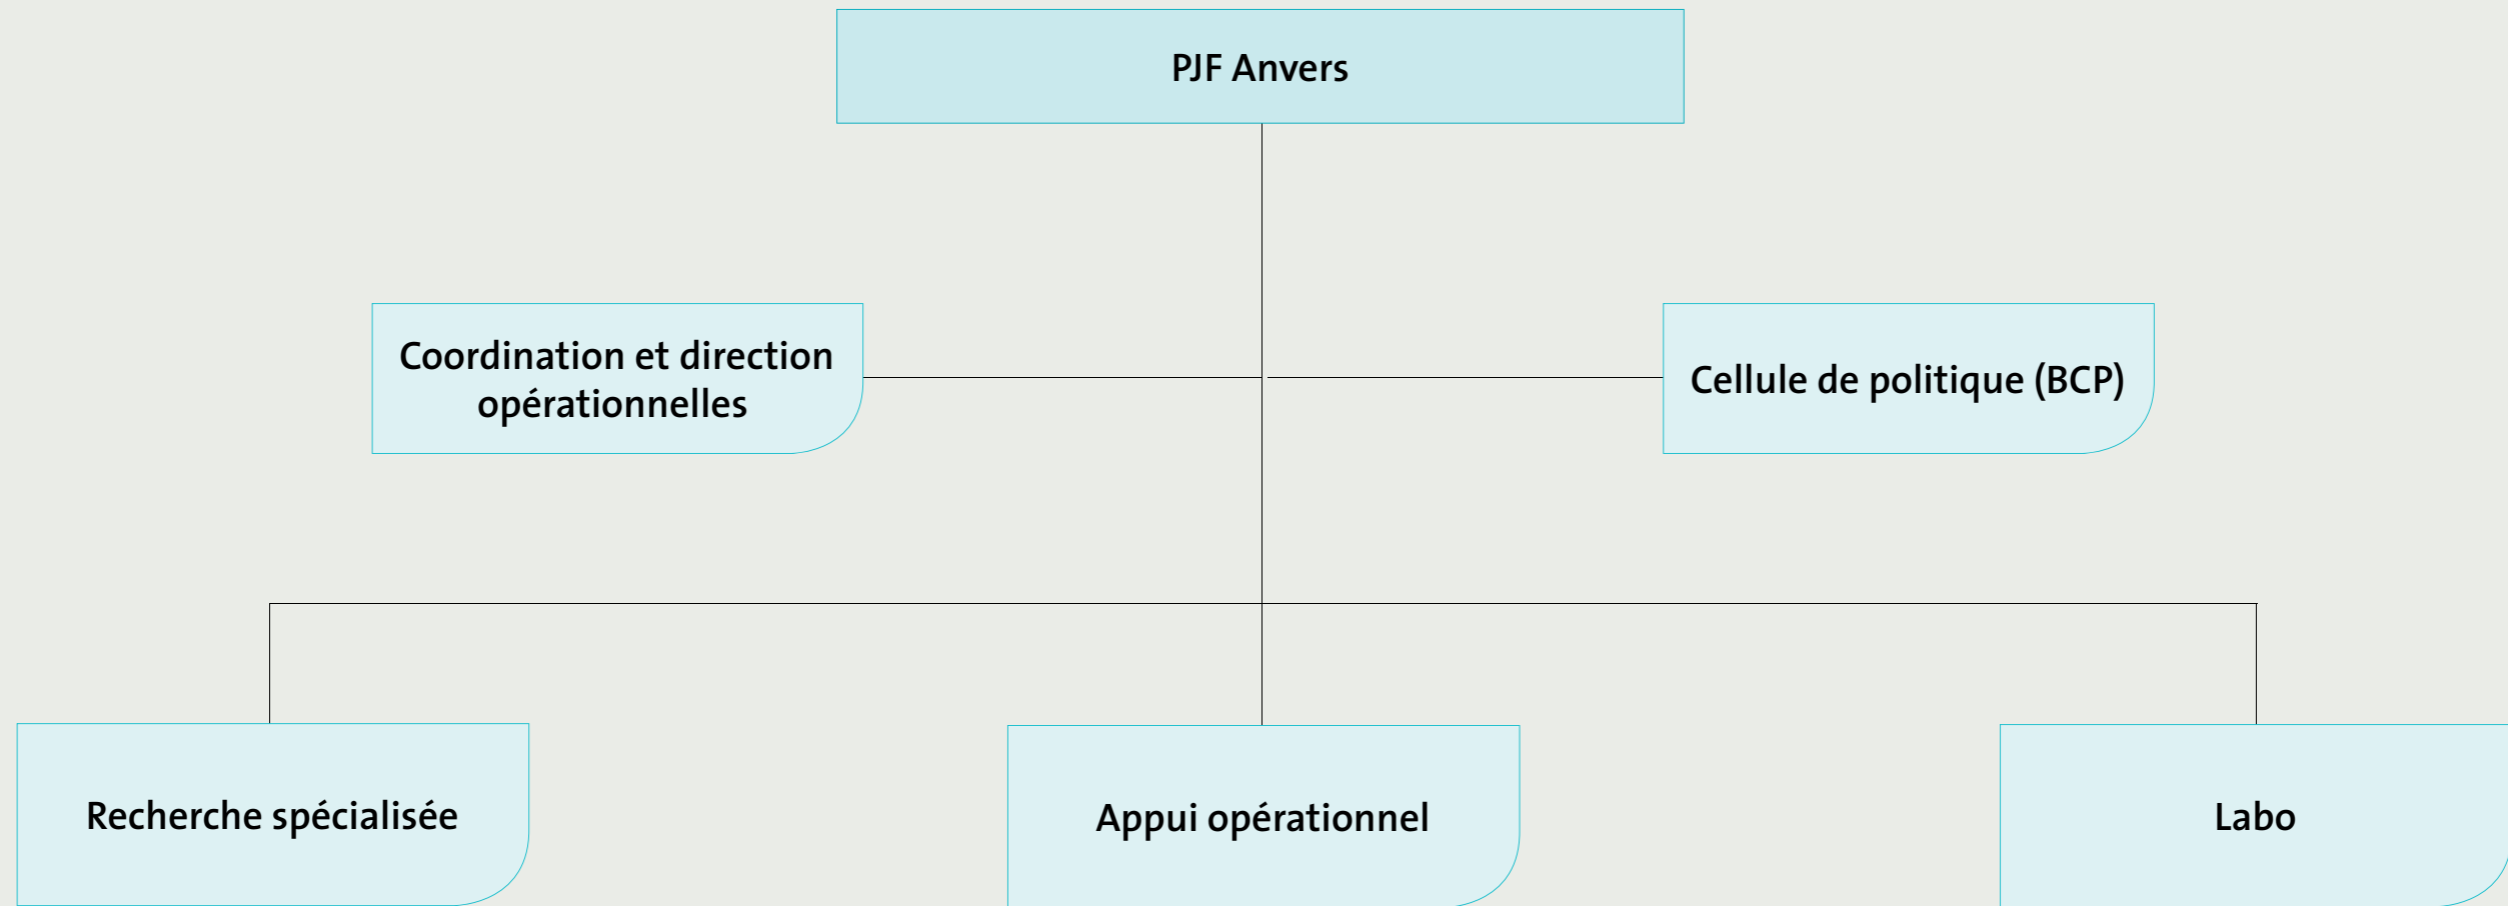 PJF Anvers
Coordination et direction
opérationnelles
Cellule de politique (BCP)
Recherche spécialisée
Appui opérationnel
Labo